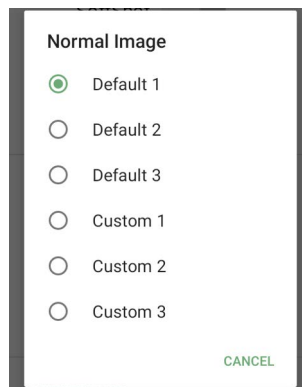 Normal Image
Default 1
Default 2
Default 3
Custom 1
Custom 2
Custom 3
CANCEL